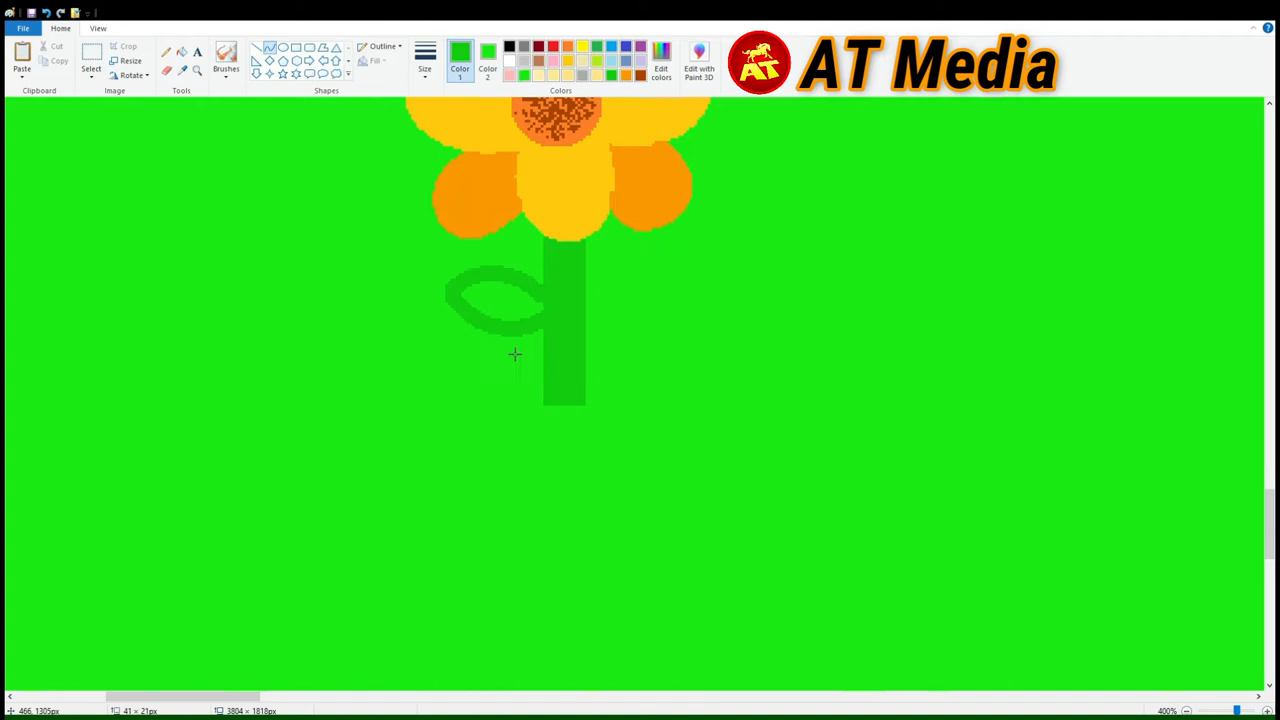 File Home View
Paste Cut Copy Select Crop Resize Rotate Brushes Outline Fill Size Color 1 Color 2 Edit colors Edit with Paint 3D
Clipboard Image Tools Shapes Colors
AT AT Media
466, 1305px 41 × 21px 3804 × 1818px 400%